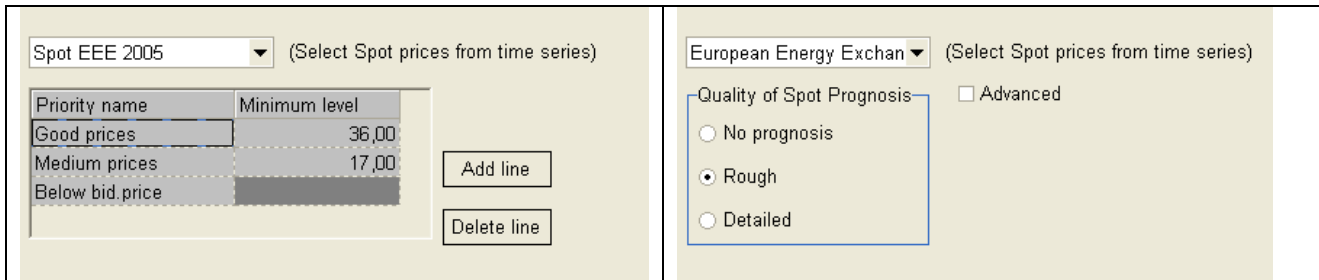 Spot EEE 2005 (Select Spot prices from time series)
Priority name Minimum level
Good prices 36,00
Medium prices 17,00
Below bid.price
Add line
Delete line
European Energy Exchan (Select Spot prices from time series)
Quality of Spot Prognosis
Advanced
No prognosis
Rough
Detailed